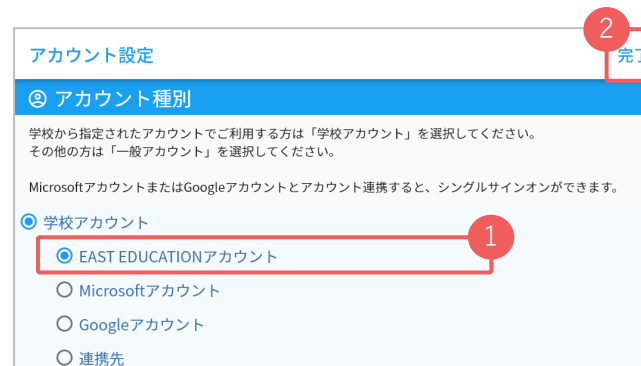 2
アカウント設定
完了
アカウント種別
学校から指定されたアカウントでご利用する方は「学校アカウント」を選択してください。
その他の方は「一般アカウント」を選択してください。
MicrosoftアカウントまたはGoogleアカウントとアカウント連携すると、シングルサインオンができます。
学校アカウント
1
EAST EDUCATIONアカウント
Microsoftアカウント
Googleアカウント
連携先